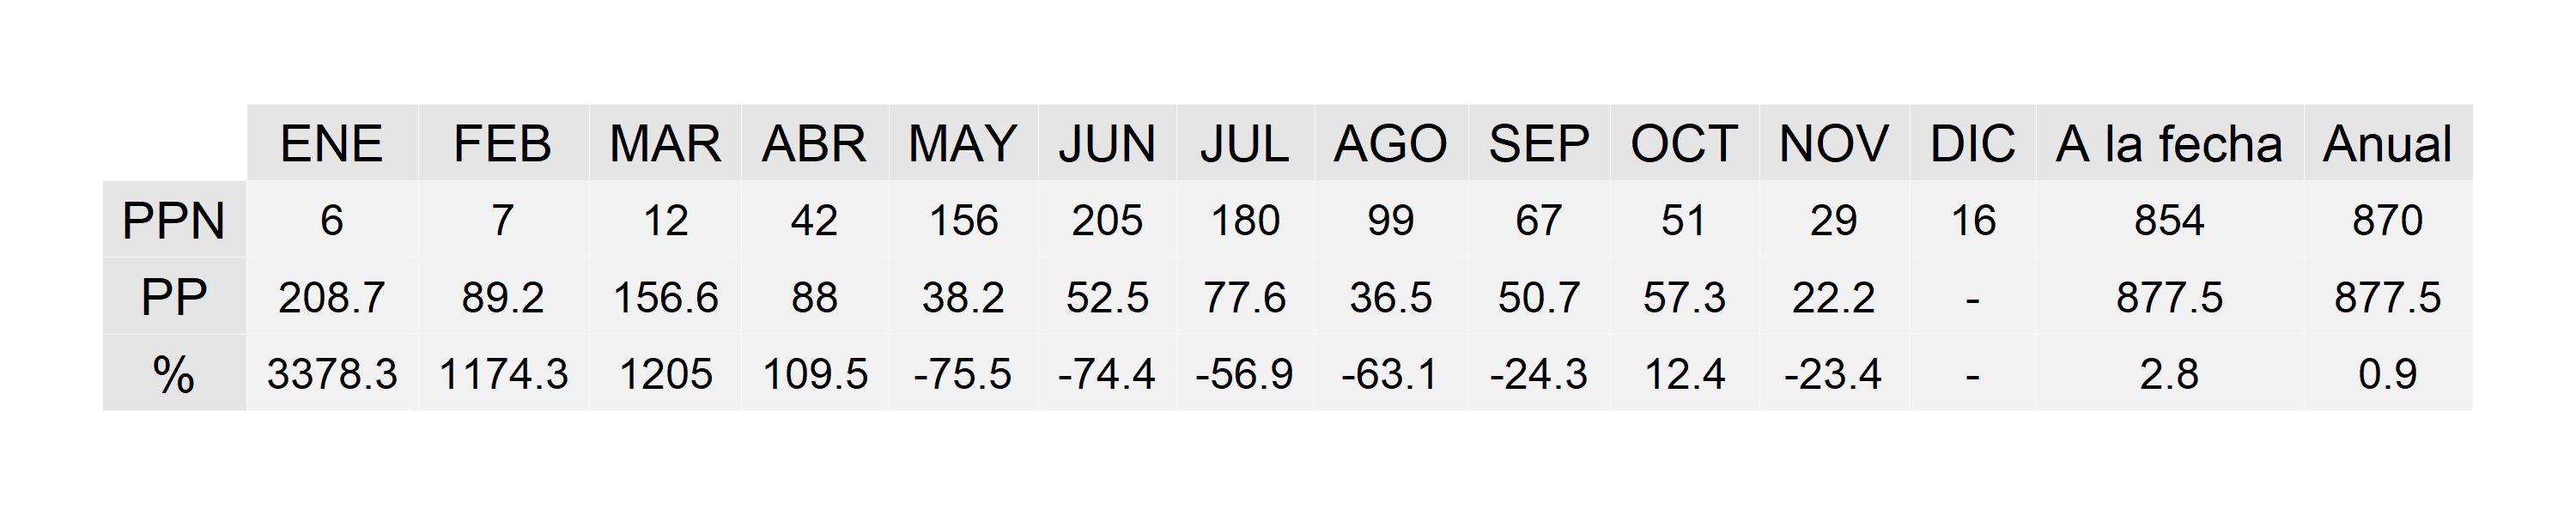 ENE FEB MAR ABR MAY JUN JUL AGO SEP OCT NOV DIC A la fecha Anual
PPN 6 7 12 42 156 205 180 99 67 51 29 16 854 870
PP 208.7 89.2 156.6 88 38.2 52.5 77.6 36.5 50.7 57.3 22.2 - 877.5 877.5
% 3378.3 1174.3 1205 109.5 -75.5 -74.4 -56.9 -63.1 -24.3 12.4 -23.4 - 2.8 0.9